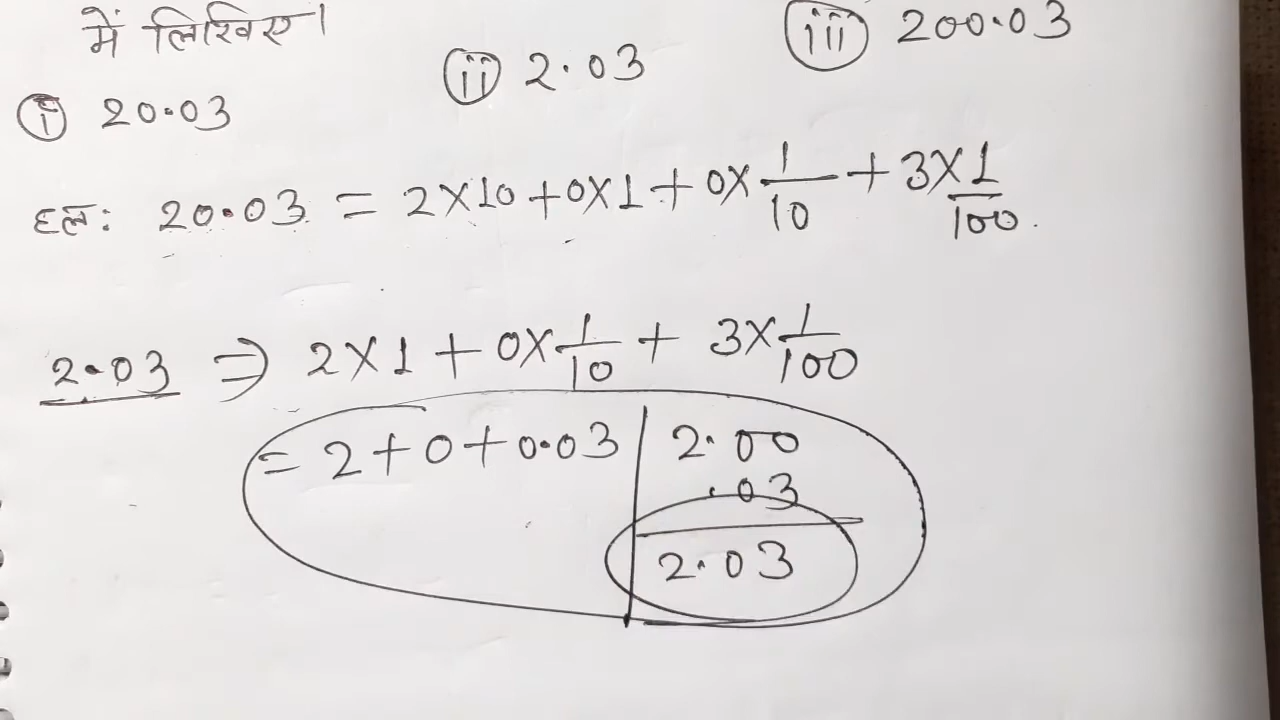 में लिखिए।
(i) 20.03 (ii) 2.03 (iii) 200.03
हल: 20.03 = 2×10+0×1+0×1/10+3×1/100.
2.03 ⇒ 2×1+0×1/10+3×1/100
= 2+0+0.03 | 2.00
.03
2.03